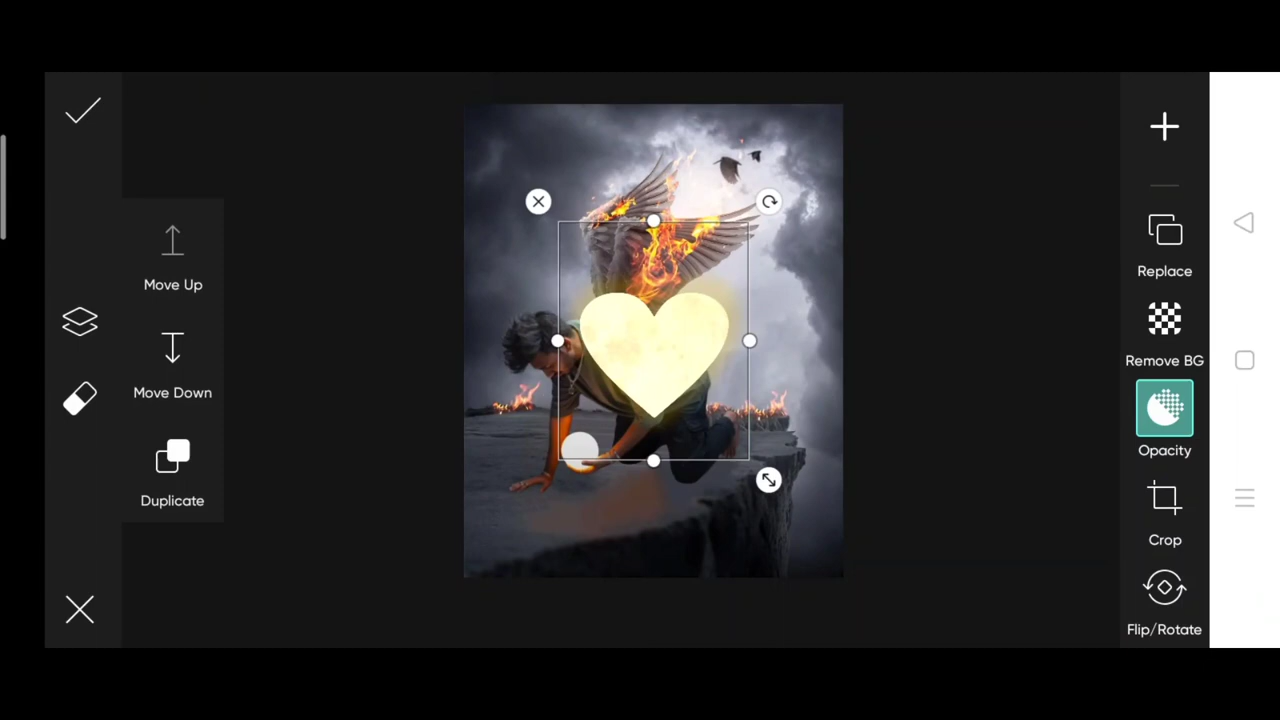 Move Up
Move Down
Duplicate
Replace
Remove BG
Opacity
Crop
Flip/Rotate